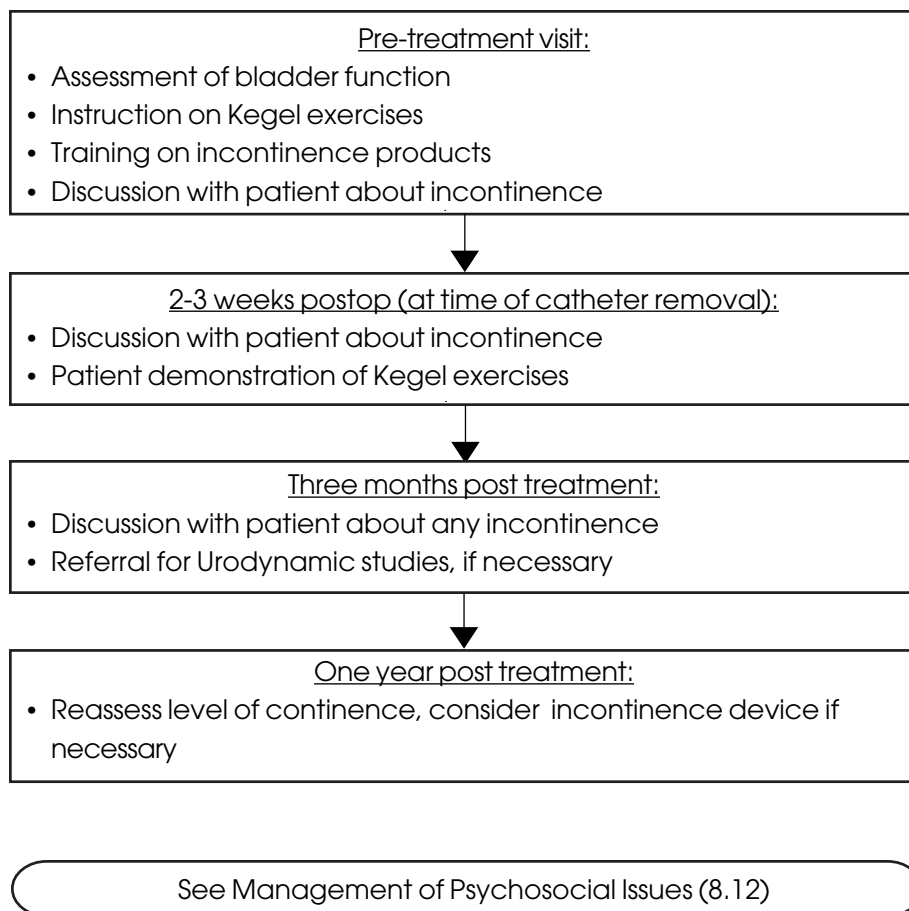 Pre-treatment visit:
• Assessment of bladder function
• Instruction on Kegel exercises
• Training on incontinence products
• Discussion with patient about incontinence
2-3 weeks postop (at time of catheter removal):
• Discussion with patient about incontinence
• Patient demonstration of Kegel exercises
Three months post treatment:
• Discussion with patient about any incontinence
• Referral for Urodynamic studies, if necessary
One year post treatment:
• Reassess level of continence, consider incontinence device if
necessary
See Management of Psychosocial Issues (8.12)